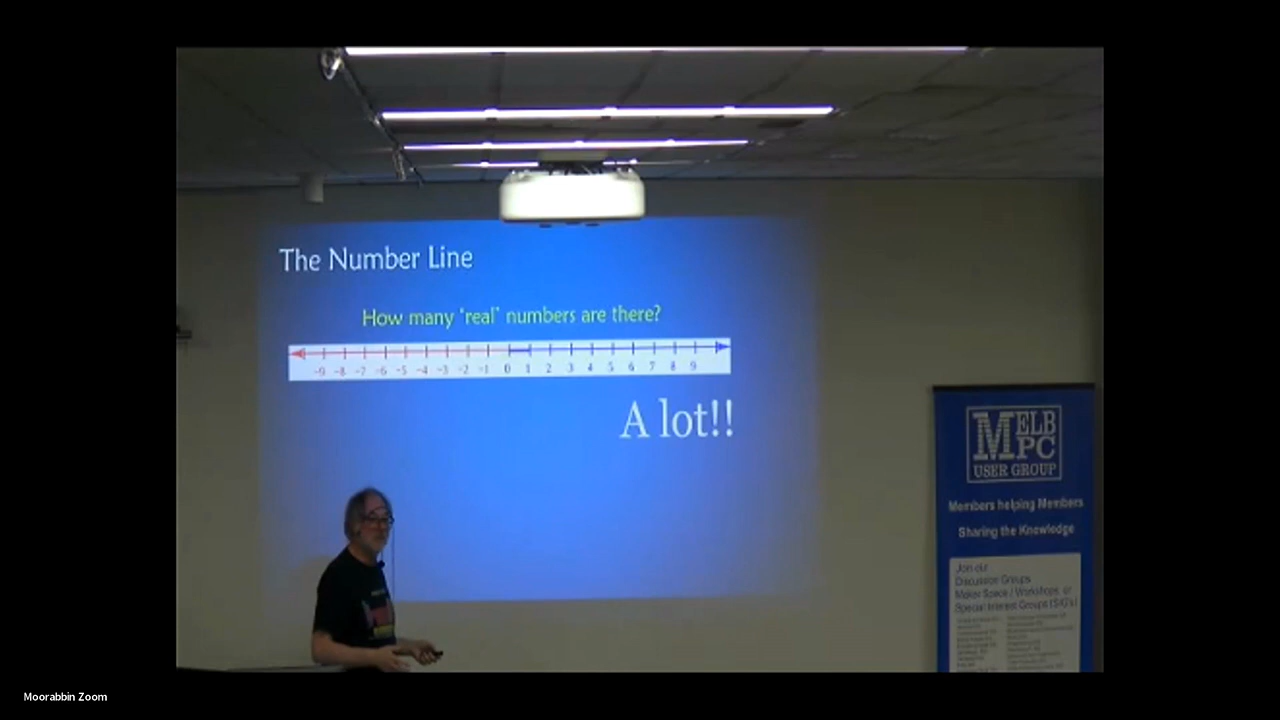 The Number Line
How many 'real' numbers are there?
-9 -8 -7 -6 -5 -4 -3 -2 -1 0 1 2 3 4 5 6 7 8 9
A lot!!
MELB
PC
USER GROUP
Members helping Members
Sharing the Knowledge
Join our
Discussion Groups
Maker Space / Workshops or
Special Interest Groups (SIG's)
Moorabbin Zoom